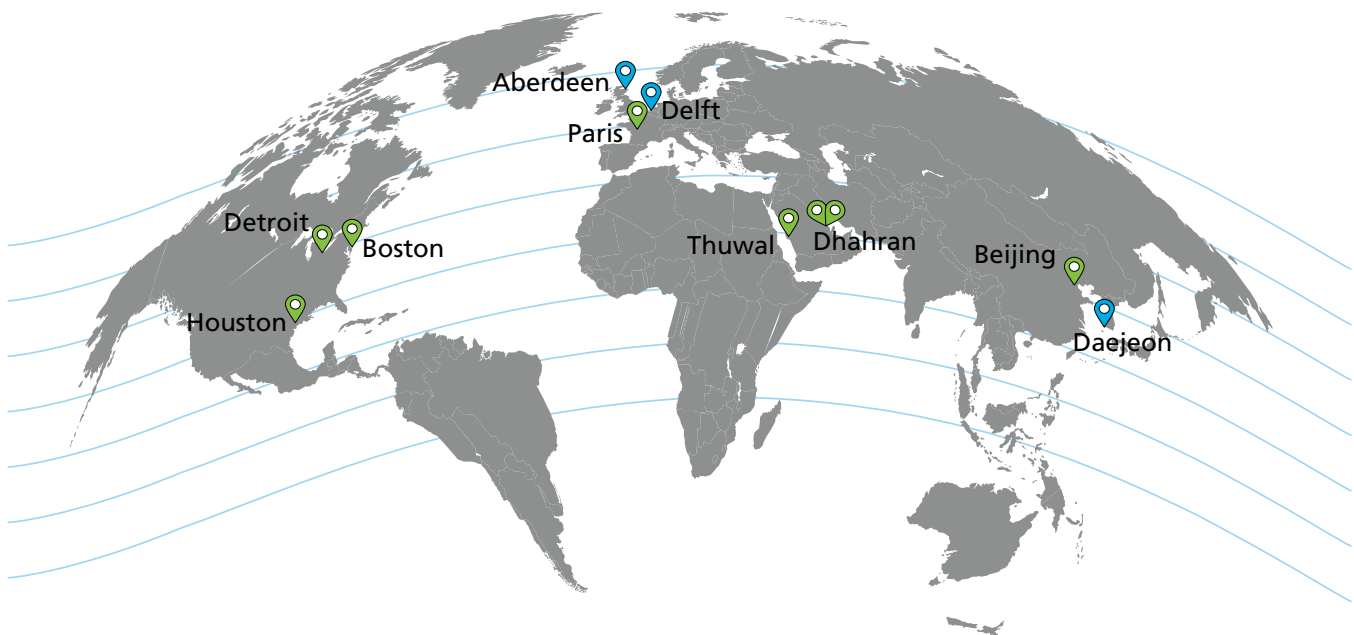 Aberdeen
Delft
Paris
Detroit
Boston
Thuwal
Dhahran
Beijing
Houston
Daejeon